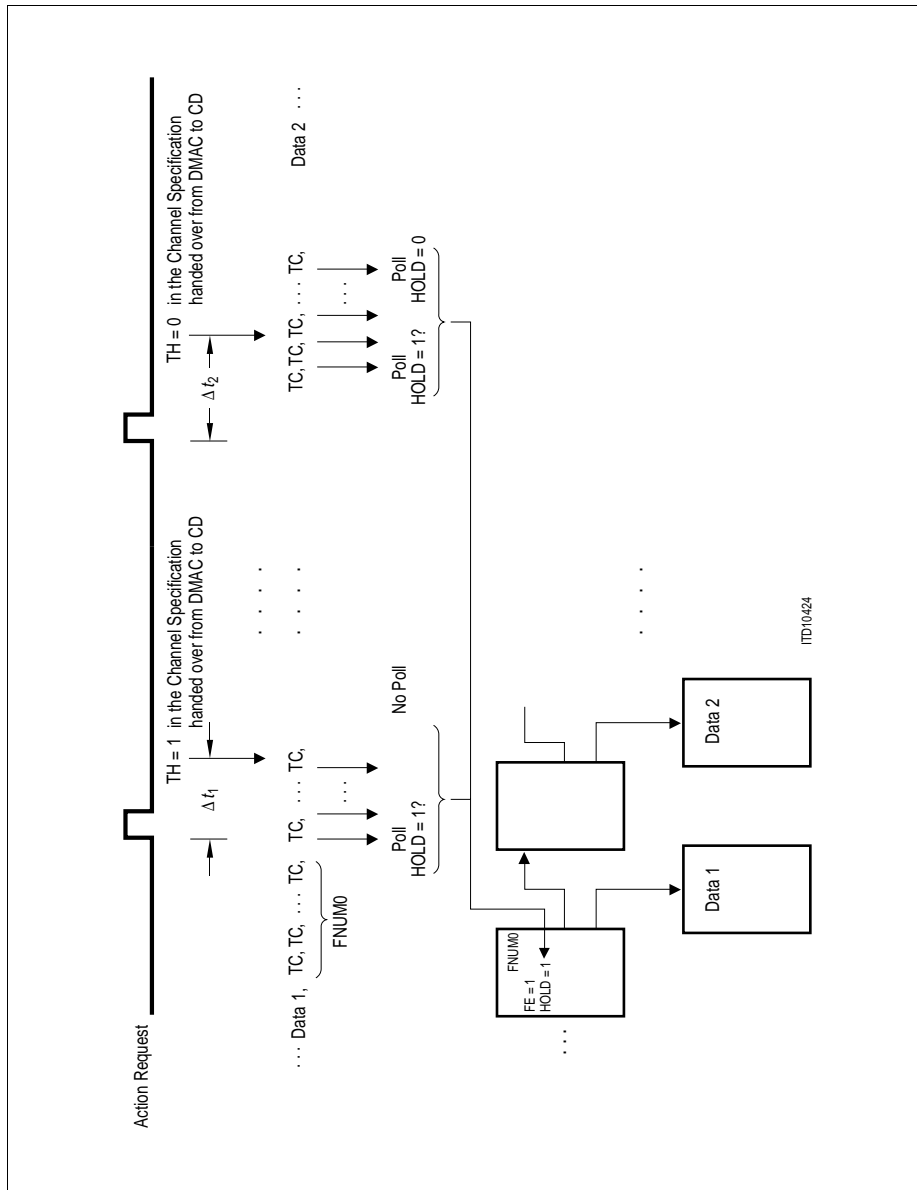 Action Request
TH = 1 in the Channel Specification
handed over from DMAC to CD
TH = 0 in the Channel Specification
handed over from DMAC to CD
Δt1
Δt2
· · · Data 1, TC, TC, · · · TC, TC, · · · TC, · · · · TC, TC, TC, · · · TC, Data 2 · · ·
· · · · 
FNUM0
· · ·
· · ·
Poll
HOLD = 1?
No Poll
Poll
HOLD = 1?
Poll
HOLD = 0
FNUM0
FE = 1
HOLD = 1
· · ·
· · · ·
Data 1
Data 2
ITD10424